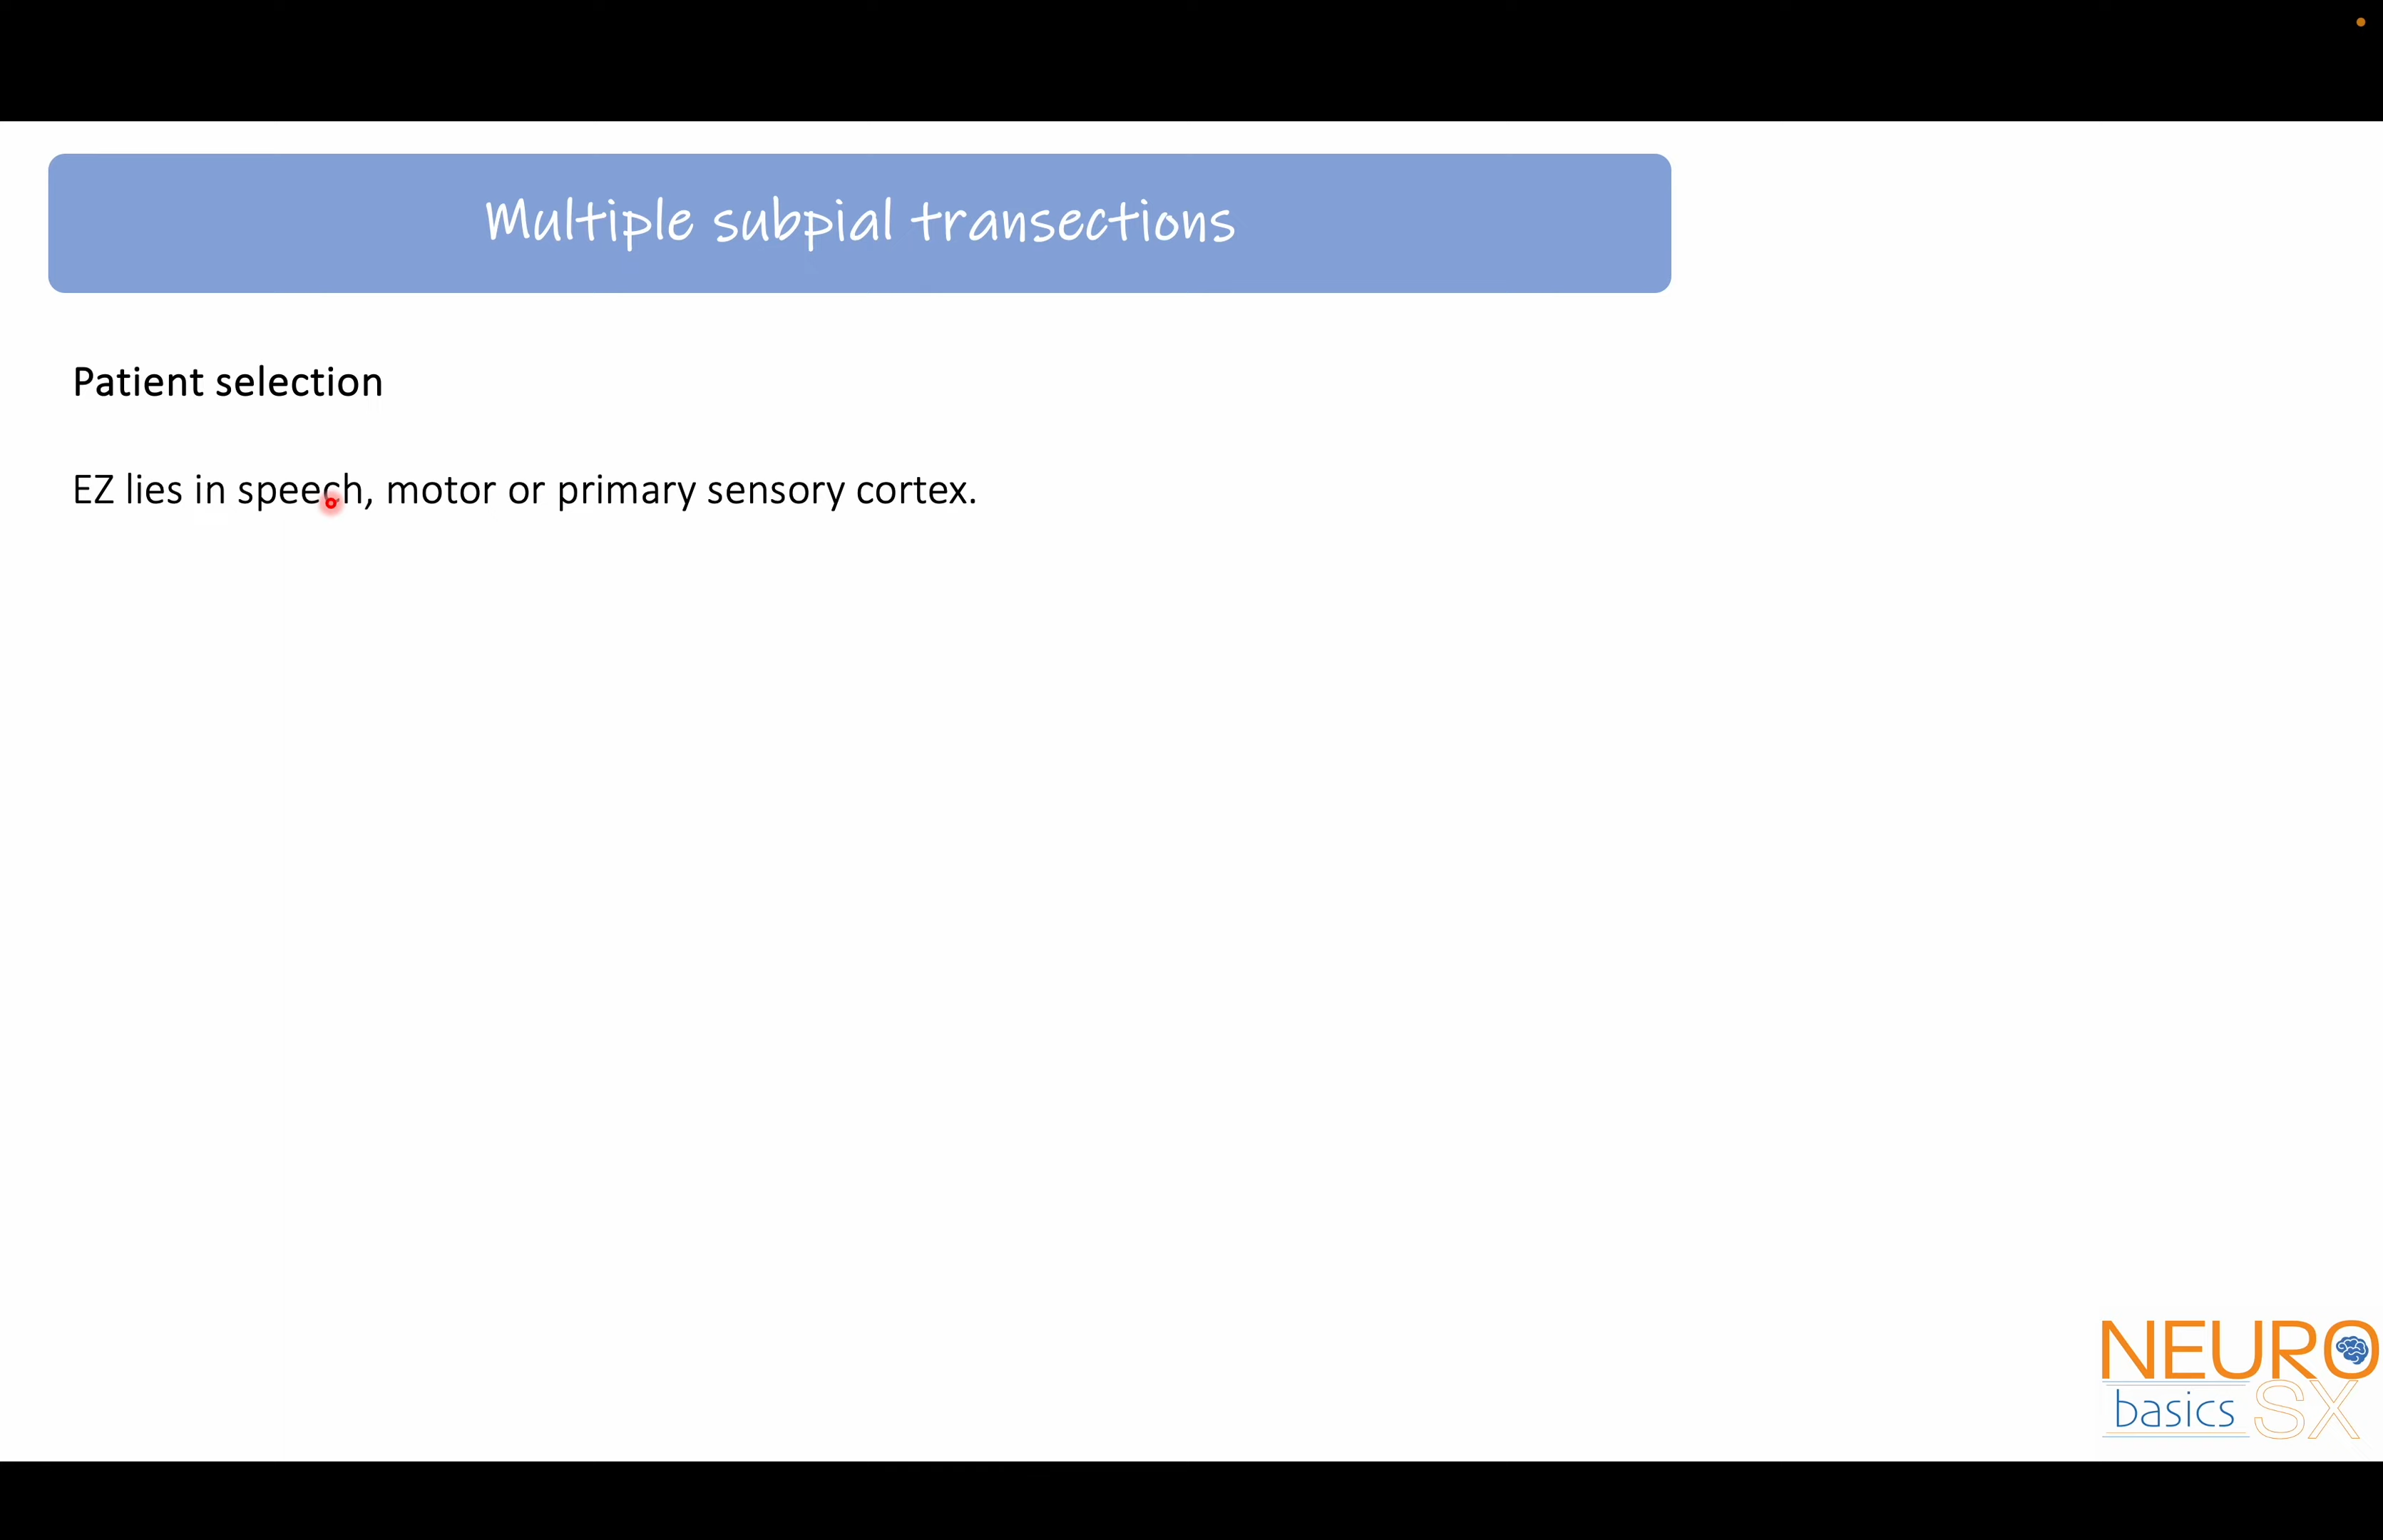 Multiple subpial transections
Patient selection
EZ lies in speech, motor or primary sensory cortex.
NEURO
basics SX